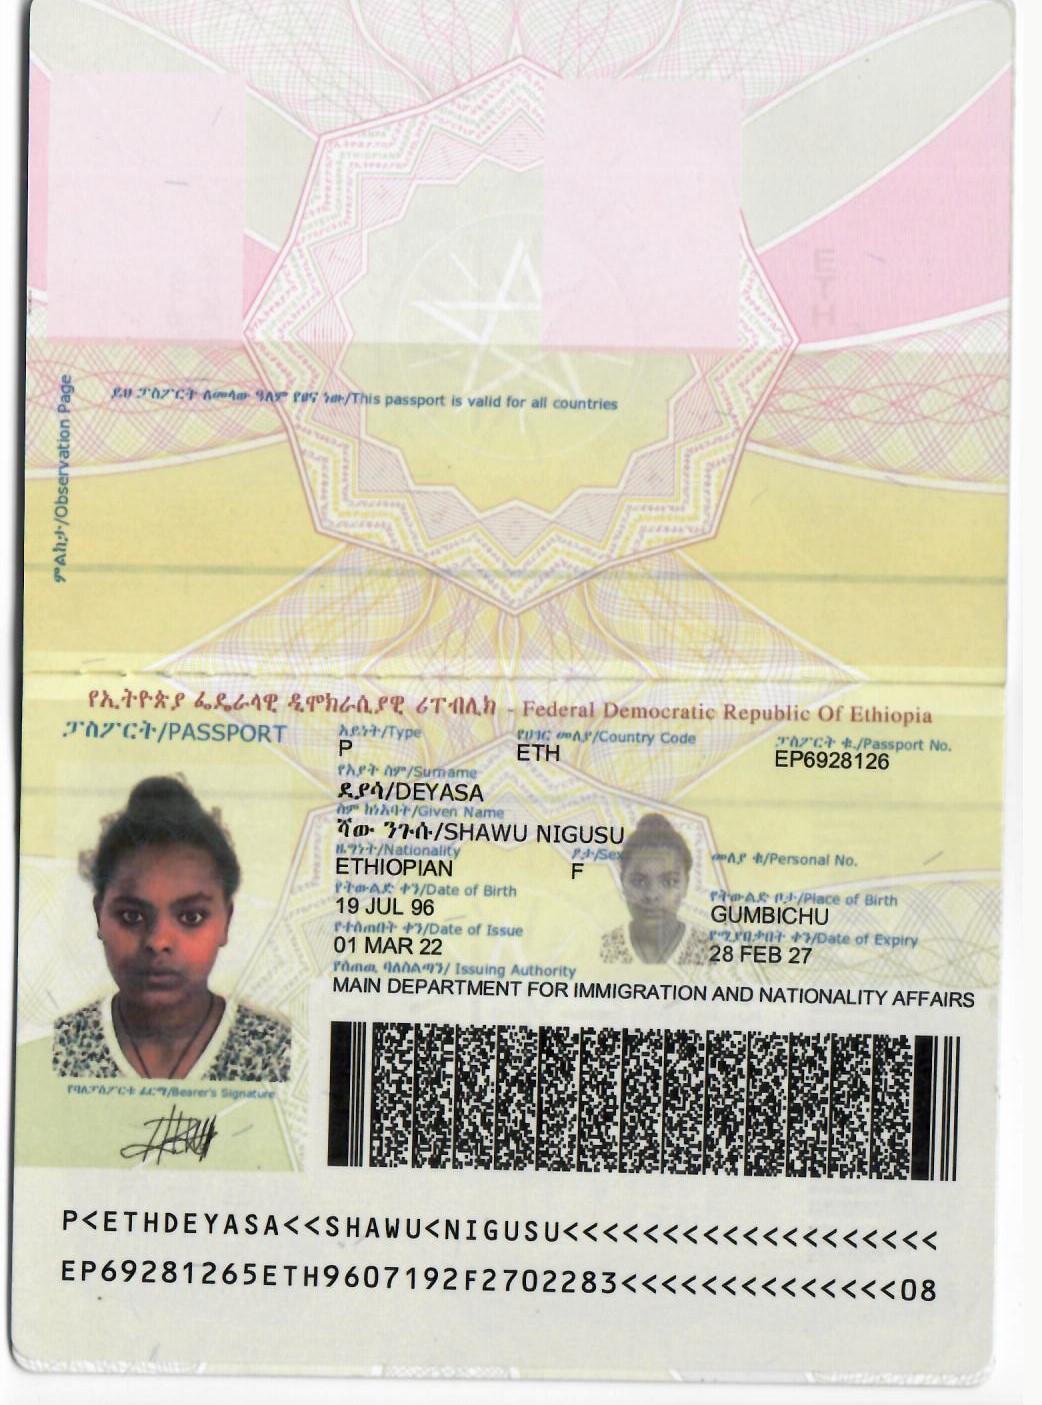 ምልከታ/Observation Page
ይህ ፓስፖርት ለመላው ዓለም የፀና ነው/This passport is valid for all countries
የኢትዮጵያ ፌዴራላዊ ዲሞክራሲያዊ ሪፐብሊክ - Federal Democratic Republic Of Ethiopia
ፓስፖርት/PASSPORT
አይነት/Type
P
የሀገር መለያ/Country Code
ETH
ፓስፖርት ቁ./Passport No.
EP6928126
የአያት ስም/Surname
ደያሳ/DEYASA
ስም ከነአባት/Given Name
ሻው ንጉሱ/SHAWU NIGUSU
ዜግነት/Nationality
ETHIOPIAN
ፆታ/Sex
F
መለያ ቁ/Personal No.
የትውልድ ቀን/Date of Birth
19 JUL 96
የትውልድ ቦታ/Place of Birth
GUMBICHU
የተሰጠበት ቀን/Date of Issue
01 MAR 22
የሚያበቃበት ቀን/Date of Expiry
28 FEB 27
የሰጠዉ ባለስልጣን/ Issuing Authority
MAIN DEPARTMENT FOR IMMIGRATION AND NATIONALITY AFFAIRS
የባለፓስፖርቱ ፊርማ/Bearer's Signature
P<ETHDEYASA<<SHAWU<NIGUSU<<<<<<<<<<<<<<<<<<<
EP69281265ETH9607192F2702283<<<<<<<<<<<<<<08